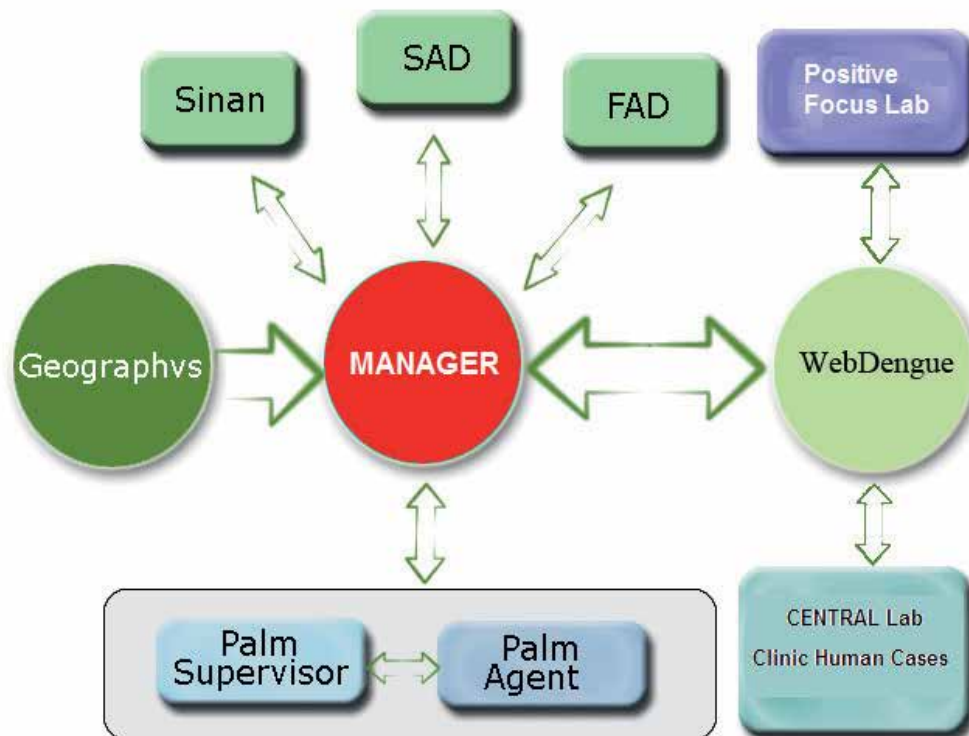 SAD
Sinan
FAD
Positive
Focus Lab
Geographvs
MANAGER
WebDengue
Palm
Supervisor
Palm
Agent
CENTRAL Lab
Clinic Human Cases